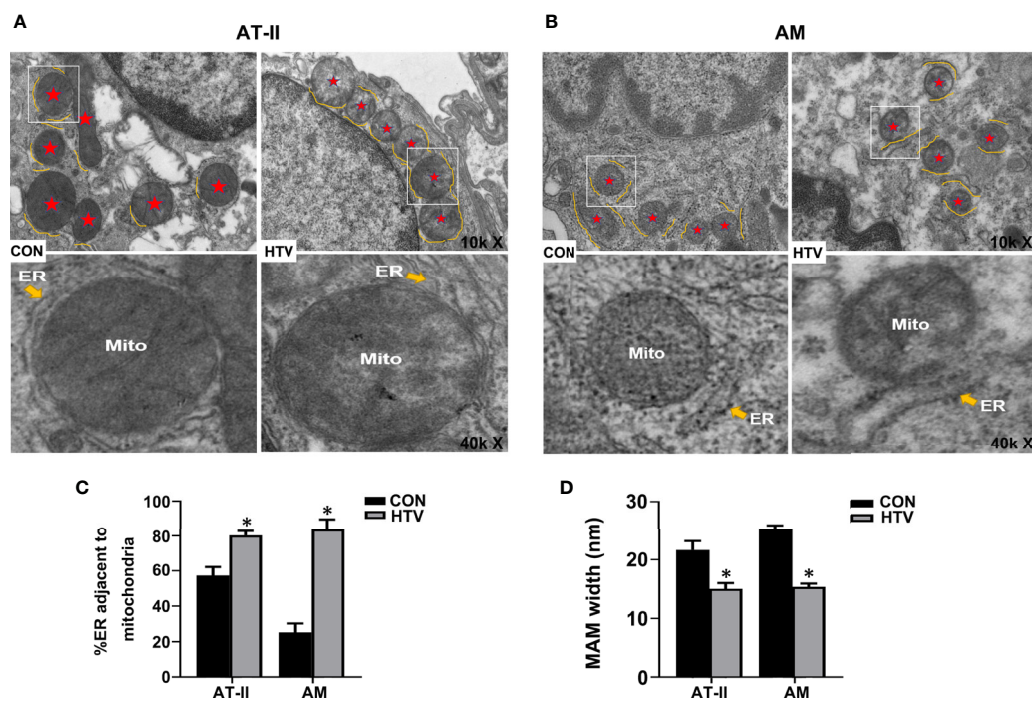 A
AT-II
B
AM
CON
HTV
10k X
CON
HTV
10k X
ER
Mito
ER
Mito
40k X
Mito
ER
Mito
ER
40k X
C
%ER adjacent to
mitochondria
100
80
60
40
20
0
*
*
CON
HTV
AT-II
AM
D
MAM width (nm)
30
20
10
0
*
*
CON
HTV
AT-II
AM